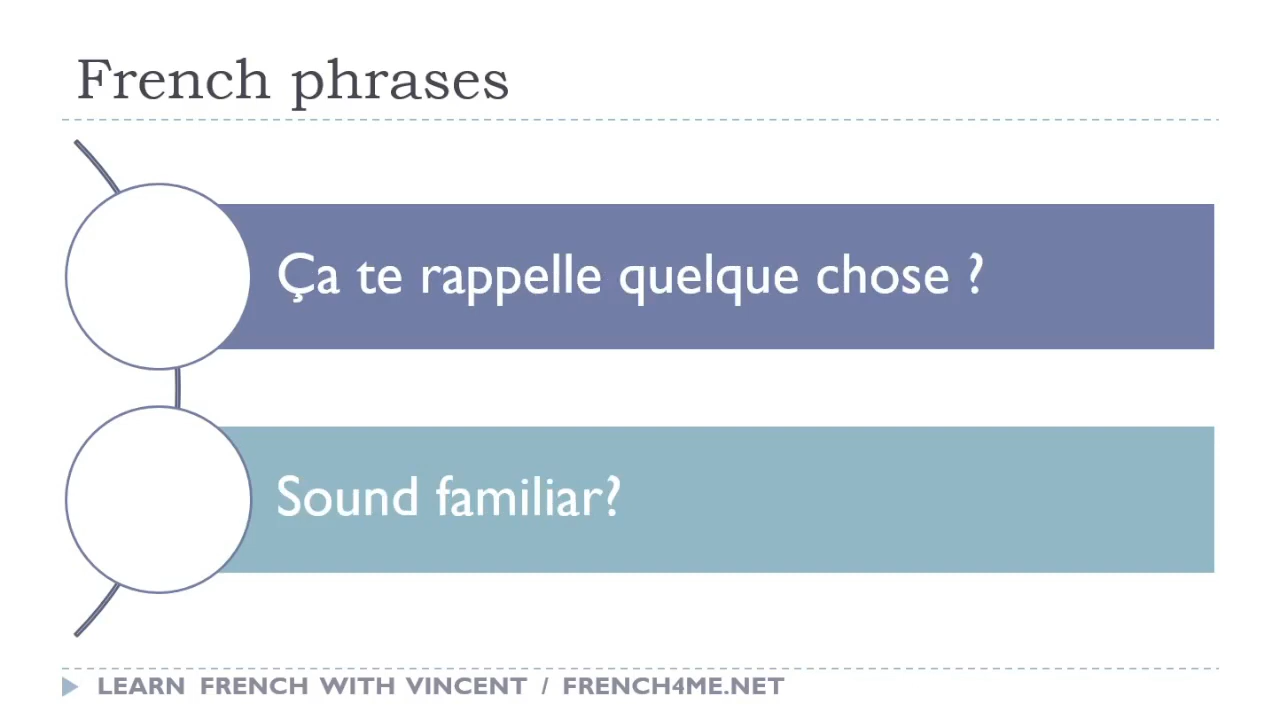 French phrases
Ça te rappelle quelque chose ?
Sound familiar?
LEARN FRENCH WITH VINCENT / FRENCH4ME.NET